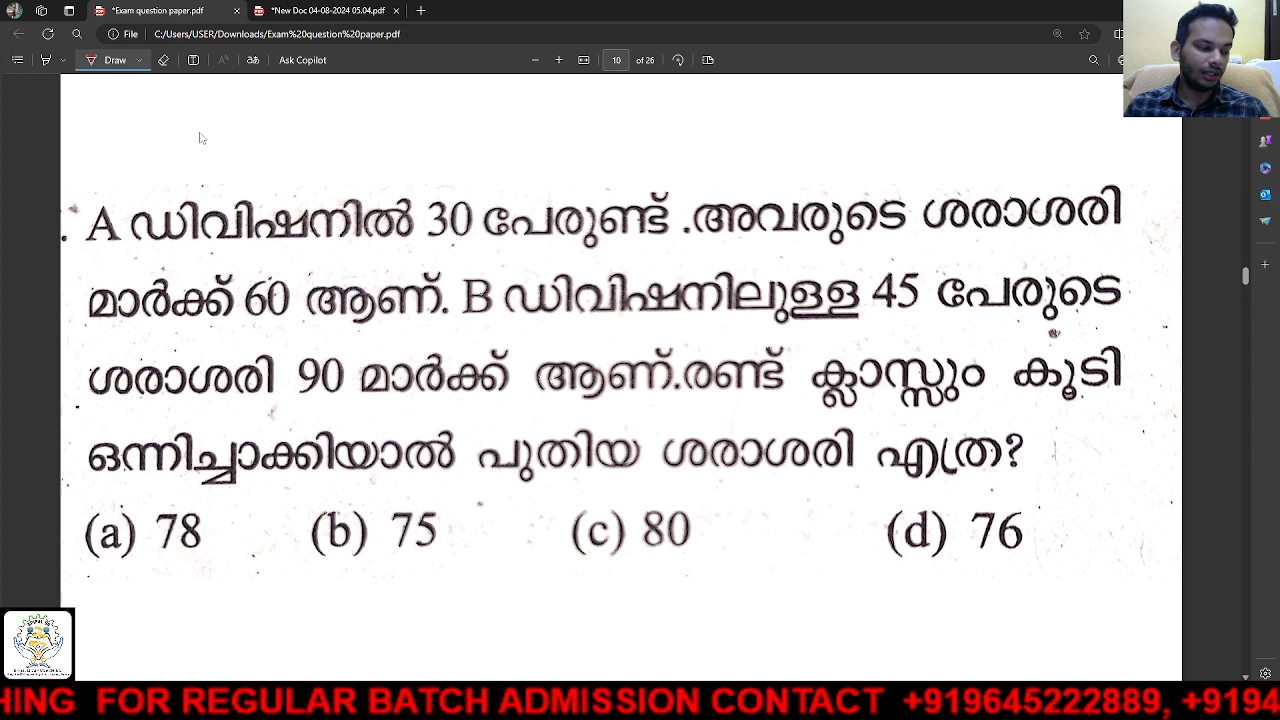 *Exam question paper.pdf
*New Doc 04-08-2024 05.04.pdf
File C:/Users/USER/Downloads/Exam%20question%20paper.pdf
Draw Ask Copilot 10 of 26
A ഡിവിഷനിൽ 30 പേരുണ്ട് .അവരുടെ ശരാശരി
മാർക്ക് 60 ആണ്. B ഡിവിഷനിലുള്ള 45 പേരുടെ
ശരാശരി 90 മാർക്ക് ആണ്.രണ്ട് ക്ലാസ്സും കൂടി
ഒന്നിച്ചാക്കിയാൽ പുതിയ ശരാശരി എത്ര?
(a) 78 (b) 75 (c) 80 (d) 76
HING FOR REGULAR BATCH ADMISSION CONTACT +919645222889, +9194